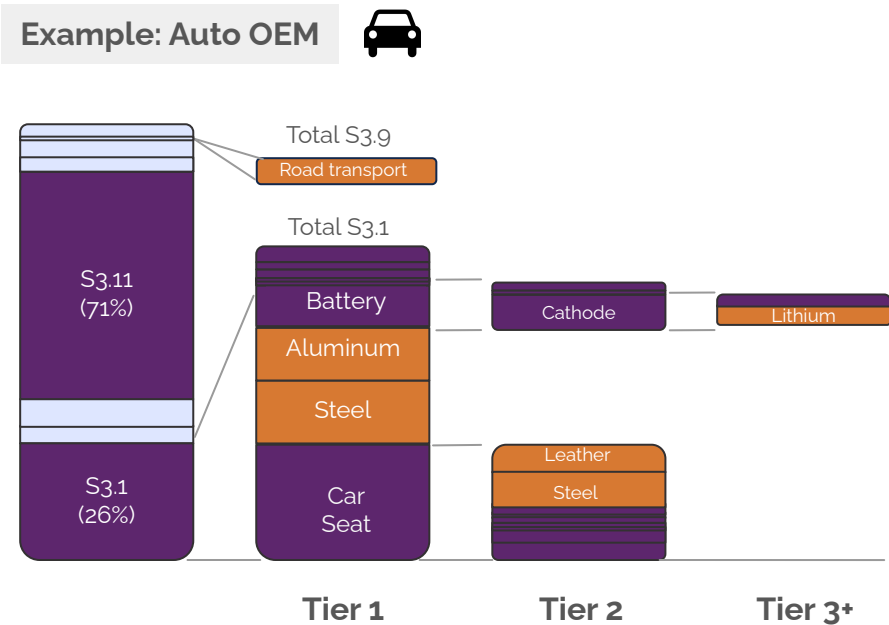 Example: Auto OEM
Total S3.9
Road transport
Total S3.1
S3.11
(71%)
Battery
Cathode
Lithium
Aluminum
Steel
Leather
S3.1
(26%)
Car
Seat
Steel
Tier 1
Tier 2
Tier 3+